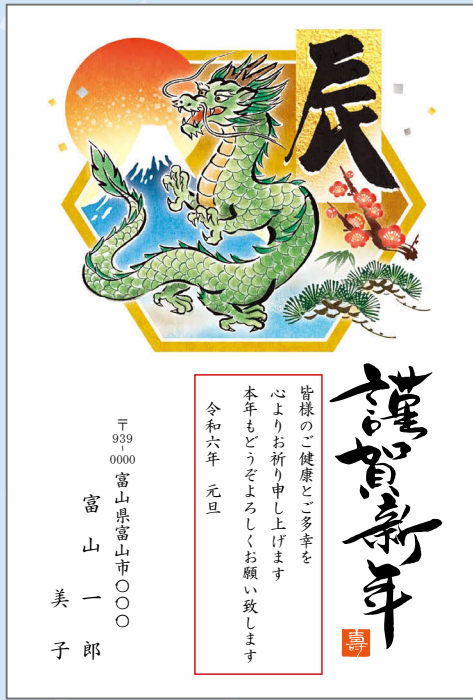 辰
謹賀新年
壽
皆様のご健康とご多幸を
心よりお祈り申し上げます
本年もどうぞよろしくお願い致します
令和六年　元旦
〒939-0000 富山県富山市〇〇〇
富山一郎
美子